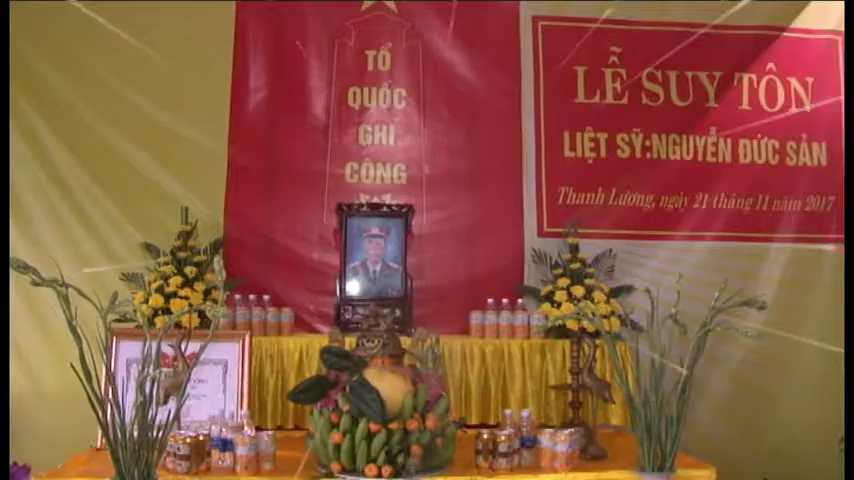 TỔ
QUỐC
GHI
CÔNG
LỄ SUY TÔN
LIỆT SỸ:NGUYỄN ĐỨC SẢN
Thanh Lương, ngày 21 tháng 11 năm 2017